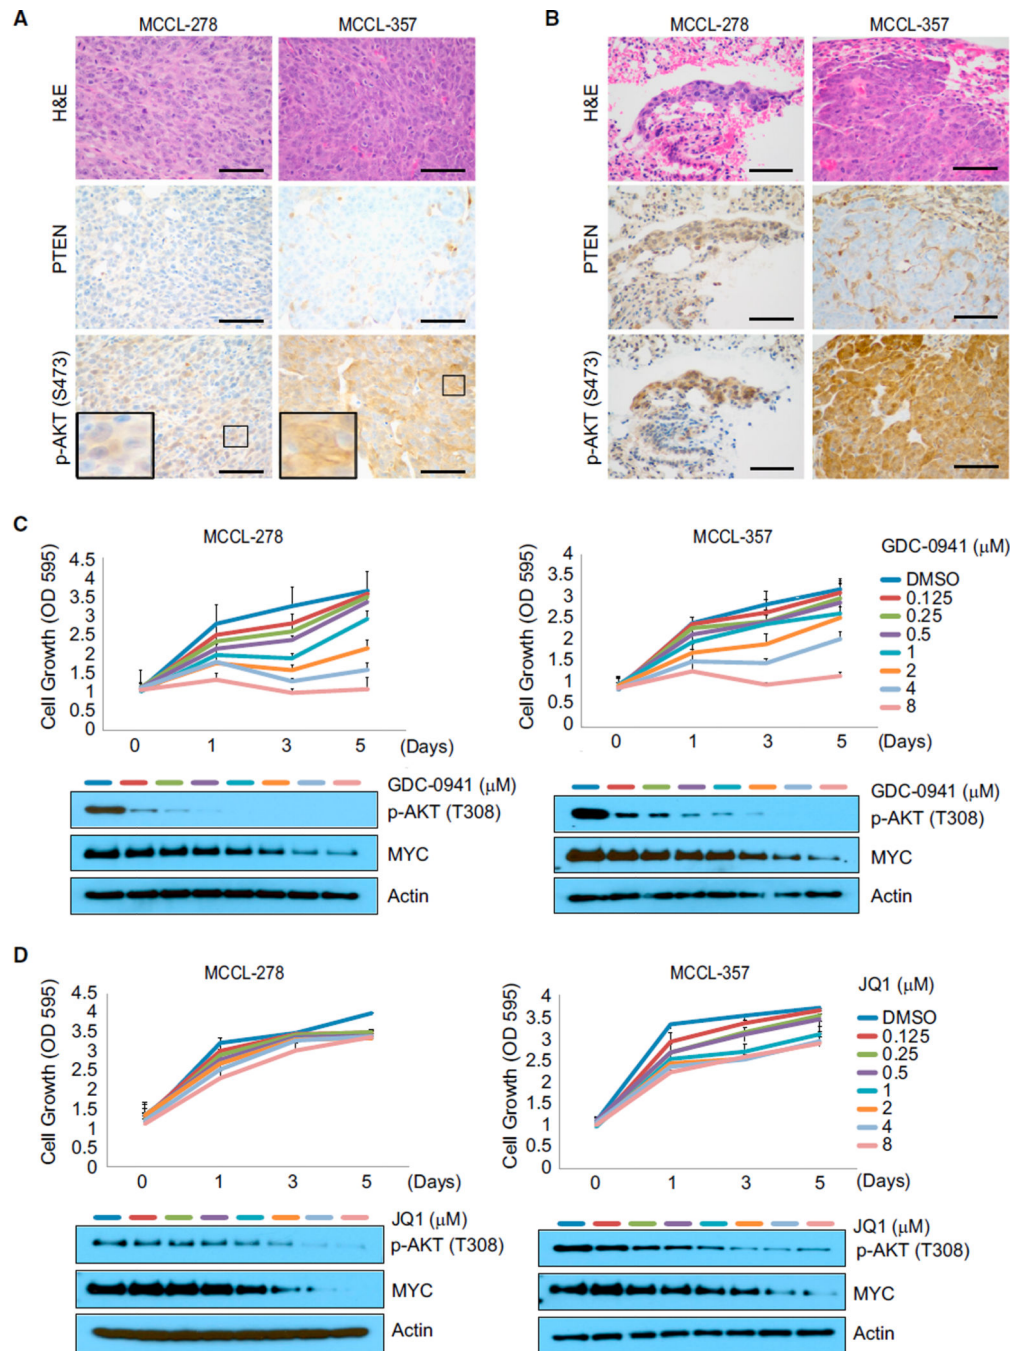 A
MCCL-278
MCCL-357
H&E
PTEN
p-AKT (S473)
B
MCCL-278
MCCL-357
H&E
PTEN
p-AKT (S473)
C
MCCL-278
Cell Growth (OD 595)
4.5
4
3.5
3
2.5
2
1.5
1
0.5
0
0 1 3 5 (Days)
GDC-0941 (μM)
p-AKT (T308)
MYC
Actin
MCCL-357
Cell Growth (OD 595)
4
3.5
3
2.5
2
1.5
1
0.5
0
0 1 3 5 (Days)
GDC-0941 (μM)
DMSO
0.125
0.25
0.5
1
2
4
8
GDC-0941 (μM)
p-AKT (T308)
MYC
Actin
D
MCCL-278
Cell Growth (OD 595)
4.5
4
3.5
3
2.5
2
1.5
1
0.5
0
0 1 3 5 (Days)
JQ1 (μM)
p-AKT (T308)
MYC
Actin
MCCL-357
Cell Growth (OD 595)
4
3.5
3
2.5
2
1.5
1
0.5
0
0 1 3 5 (Days)
JQ1 (μM)
DMSO
0.125
0.25
0.5
1
2
4
8
JQ1 (μM)
p-AKT (T308)
MYC
Actin